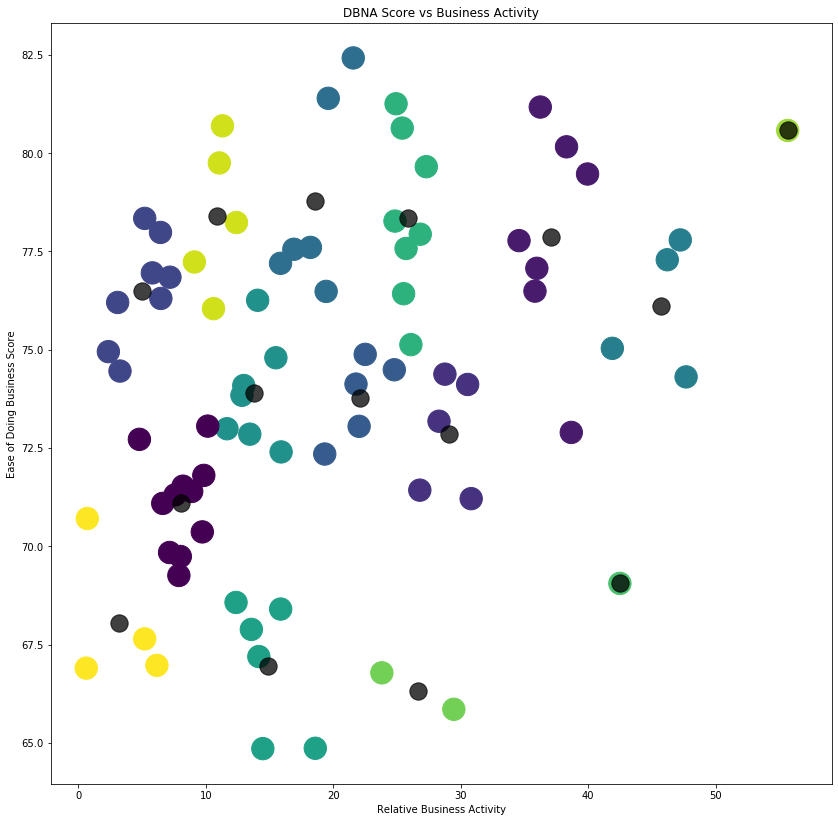 DBNA Score vs Business Activity
Ease of Doing Business Score
82.5
80.0
77.5
75.0
72.5
70.0
67.5
65.0
0 10 20 30 40 50
Relative Business Activity